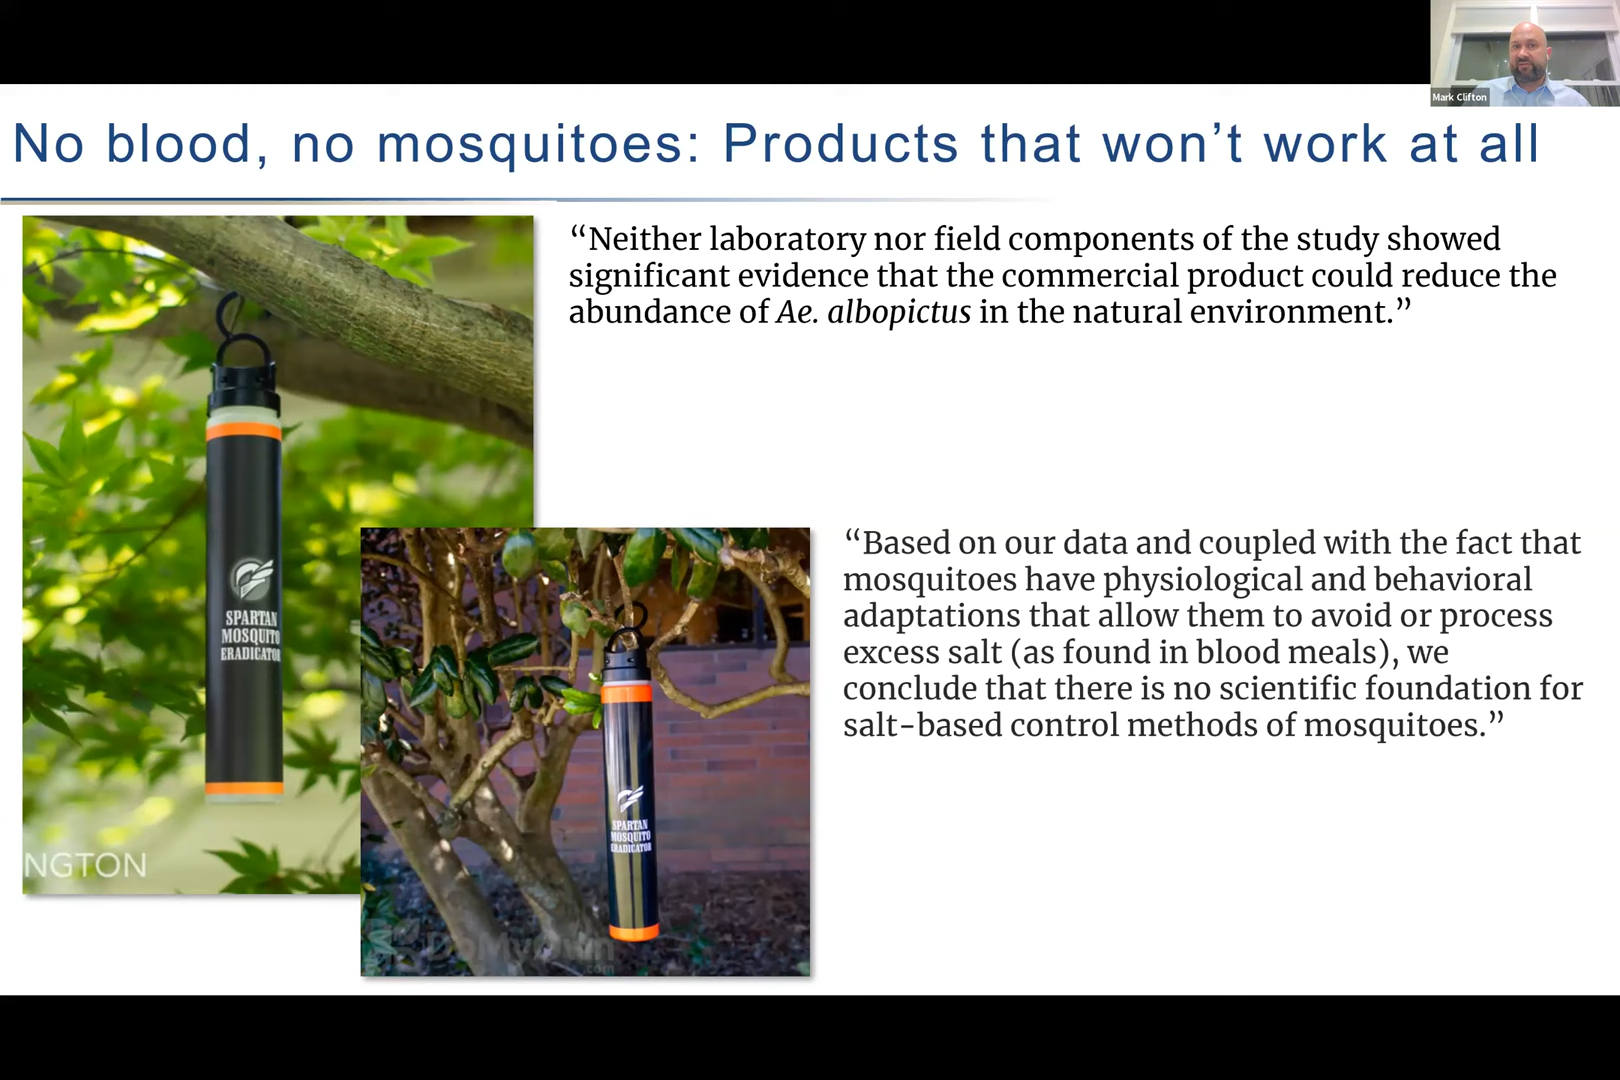 Mark Clifton
No blood, no mosquitoes: Products that won’t work at all
“Neither laboratory nor field components of the study showed
significant evidence that the commercial product could reduce the
abundance of Ae. albopictus in the natural environment.”
SPARTAN
MOSQUITO
ERADICATOR
NGTON
“Based on our data and coupled with the fact that
mosquitoes have physiological and behavioral
adaptations that allow them to avoid or process
excess salt (as found in blood meals), we
conclude that there is no scientific foundation for
salt-based control methods of mosquitoes.”
SPARTAN
MOSQUITO
ERADICATOR
DoMyOwn
.com